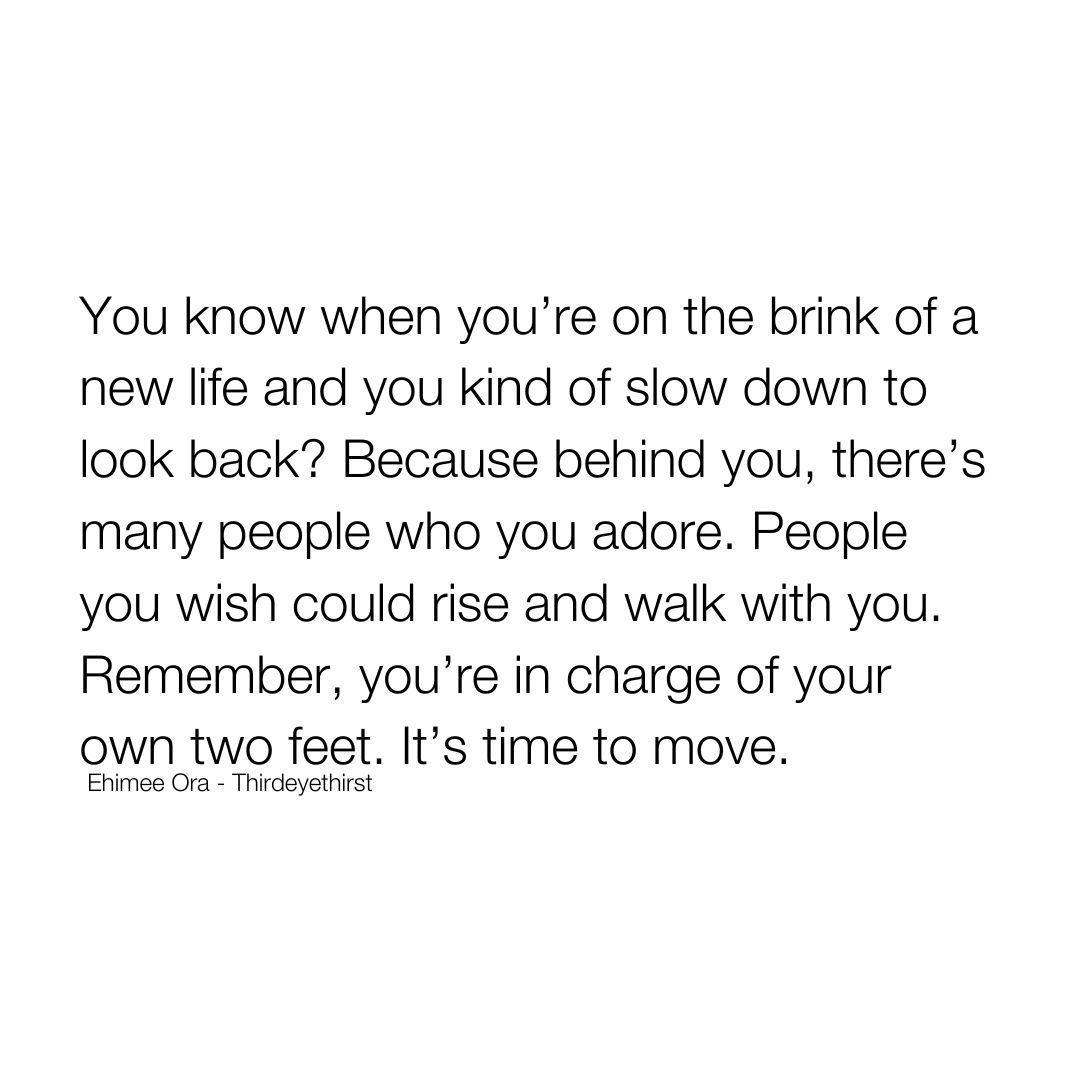 You know when you’re on the brink of a
new life and you kind of slow down to
look back? Because behind you, there’s
many people who you adore. People
you wish could rise and walk with you.
Remember, you’re in charge of your
own two feet. It’s time to move.
Ehimee Ora - Thirdeyethirst